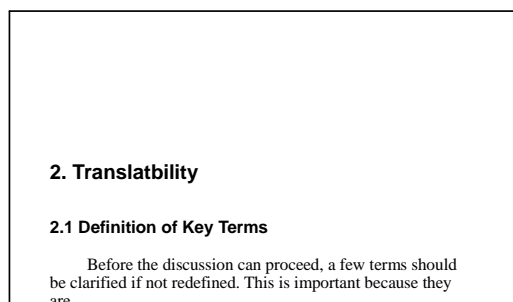 2. Translatbility
2.1 Definition of Key Terms
Before the discussion can proceed, a few terms should
be clarified if not redefined. This is important because they
are